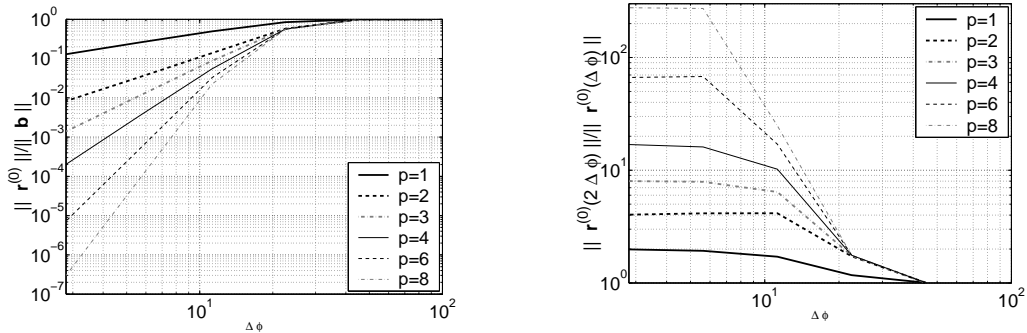 || r^(0) ||/|| b ||
10^0
10^-1
10^-2
10^-3
10^-4
10^-5
10^-6
10^-7
p=1
p=2
p=3
p=4
p=6
p=8
10^1
10^2
Δ ϕ
|| r^(0)(2 Δ ϕ) ||/|| r^(0)(Δ ϕ) ||
10^2
10^1
10^0
p=1
p=2
p=3
p=4
p=6
p=8
10^1
10^2
Δ ϕ